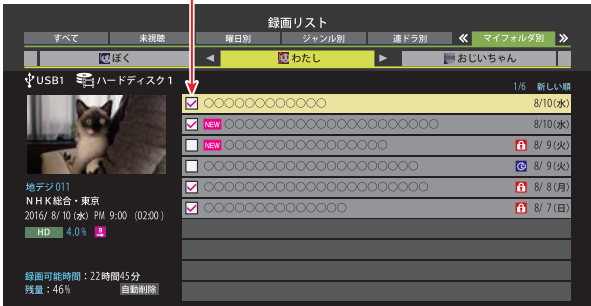 録画リスト
すべて 未視聴 曜日別 ジャンル別 連ドラ別 マイフォルダ別
ぼく わたし おじいちゃん
USB1 ハードディスク1
1/6 新しい順
○○○○○○○○○○○○ 8/10(水)
NEW ○○○○○○○○○○○○○○○○○○○○○ 8/10(水)
NEW ○○○○○○○○○○○○○○○○ 8/ 9(火)
○○○○○○○○○○○○○○○○○○○○○ 8/ 9(火)
○○○○○○○○○○○○○○○○○○○○○○ 8/ 8(月)
○○○○○○○○○○○○○○ 8/ 7(日)
地デジ 011
NHK総合・東京
2016/ 8/ 10 (水) PM 9:00 (02:00)
HD 4.0%
録画可能時間：22時間45分
残量：46% 自動削除